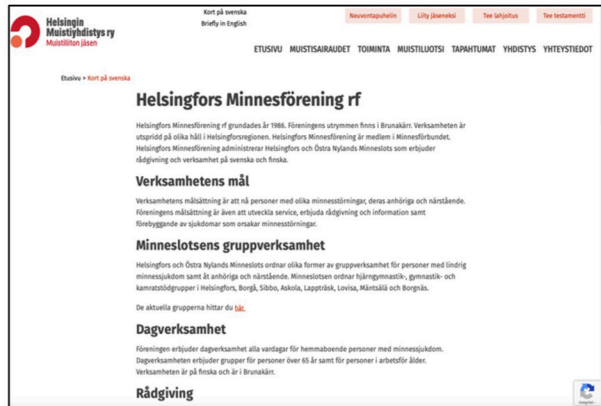 Helsingin
Muistiyhdistys ry
Muistiliiton jäsen
Kort på svenska
Briefly in English
Neuvontapuhelin
Liity jäseneksi
Tee lahjoitus
Tee testamentti
ETUSIVU MUISTISAIRAUDET TOIMINTA MUISTILUOTSI TAPAHTUMAT YHDISTYS YHTEYSTIEDOT
Etusivu > Kort på svenska
Helsingfors Minnesförening rf
Helsingfors Minnesförening rf grundades år 1986. Föreningens utrymmen finns i Brunakärr. Verksamheten är
utspridd på olika håll i Helsingforsregionen. Helsingfors Minnesförening är medlem i Minnesförbundet.
Helsingfors Minnesförening administrerar Helsingfors och Östra Nylands Minneslots som erbjuder
rådgivning och verksamhet på svenska och finska.
Verksamhetens mål
Verksamhetens målsättning är att nå personer med olika minnesstörningar, deras anhöriga och närstående.
Föreningens målsättning är även att utveckla service, erbjuda rådgivning och information samt
förebyggande av sjukdomar som orsakar minnesstörningar.
Minneslotsens gruppverksamhet
Helsingfors och Östra Nylands Minneslots ordnar olika former av gruppverksamhet för personer med lindrig
minnessjukdom samt åt anhöriga och närstående. Minneslotsen ordnar hjärngymnastik-, gymnastik- och
kamratstödgrupper i Helsingfors, Borgå, Sibbo, Askola, Lappträsk, Lovisa, Mäntsälä och Borgnäs.
De aktuella grupperna hittar du här.
Dagverksamhet
Föreningen erbjuder dagverksamhet alla vardagar för hemmaboende personer med minnessjukdom.
Dagverksamheten erbjuder grupper för personer över 65 år samt för personer i arbetsför ålder.
Verksamheten är på finska och är i Brunakärr.
Rådgiving